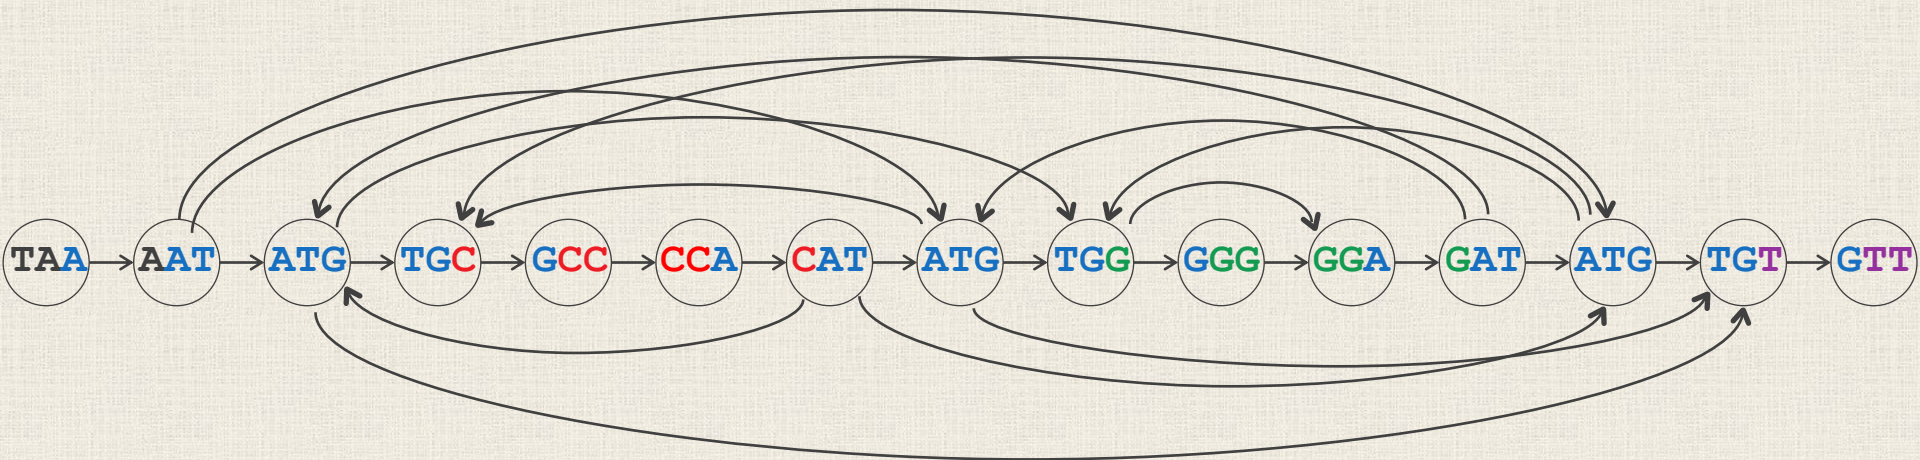 TAA AAT ATG TGC GCC CCA CAT ATG TGG GGG GGA GAT ATG TGT GTT